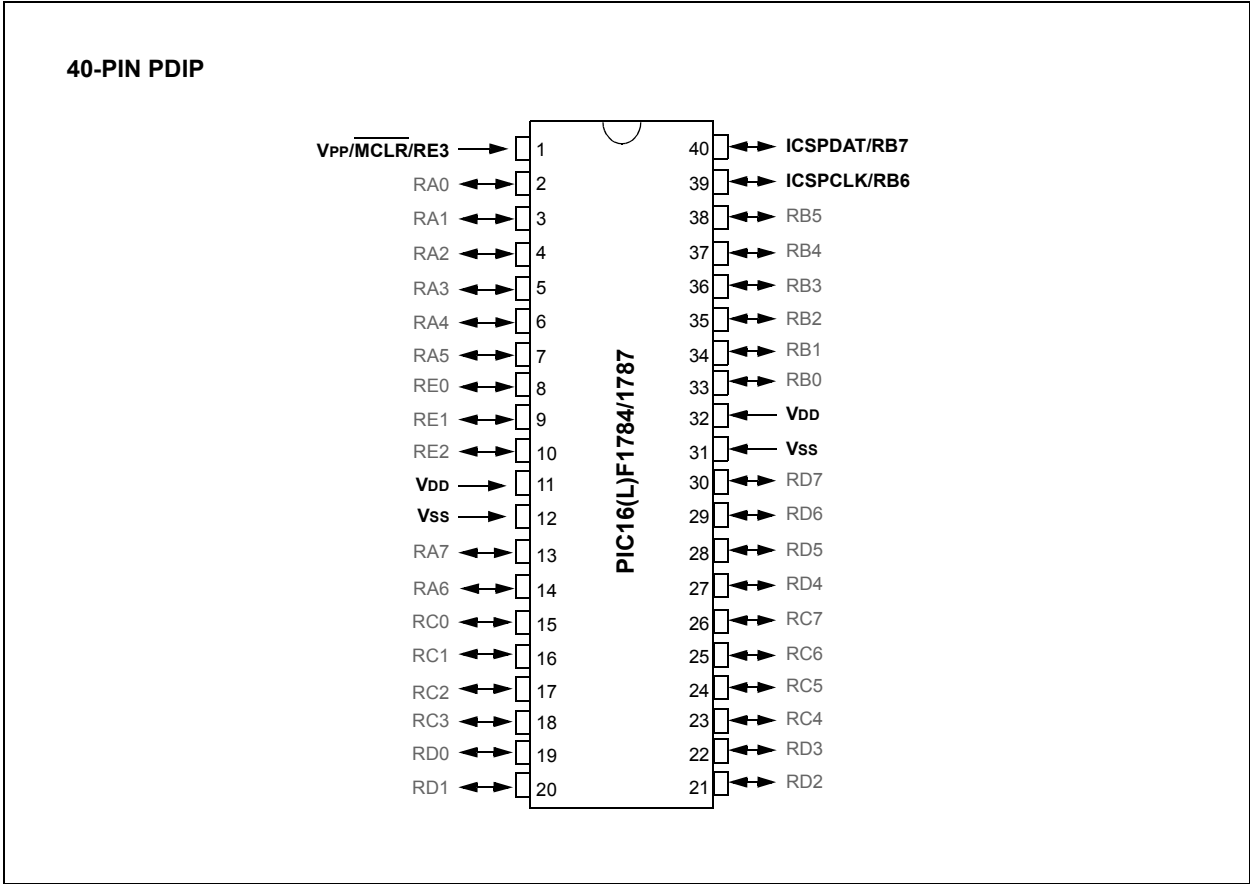 40-PIN PDIP
VPP/MCLR/RE3 1
RA0 2
RA1 3
RA2 4
RA3 5
RA4 6
RA5 7
RE0 8
RE1 9
RE2 10
VDD 11
VSS 12
RA7 13
RA6 14
RC0 15
RC1 16
RC2 17
RC3 18
RD0 19
RD1 20
PIC16(L)F1784/1787
40 ICSPDAT/RB7
39 ICSPCLK/RB6
38 RB5
37 RB4
36 RB3
35 RB2
34 RB1
33 RB0
32 VDD
31 VSS
30 RD7
29 RD6
28 RD5
27 RD4
26 RC7
25 RC6
24 RC5
23 RC4
22 RD3
21 RD2